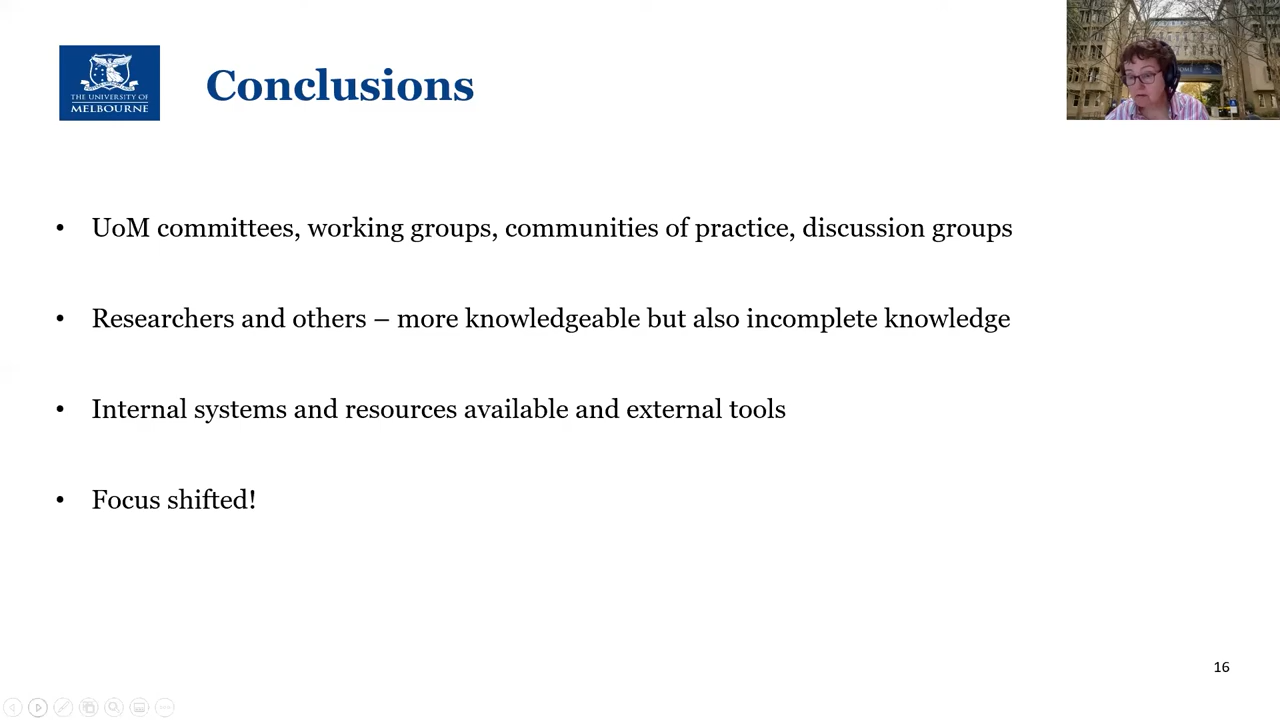 THE UNIVERSITY OF
MELBOURNE
Conclusions
• UoM committees, working groups, communities of practice, discussion groups
• Researchers and others – more knowledgeable but also incomplete knowledge
• Internal systems and resources available and external tools
• Focus shifted!
16